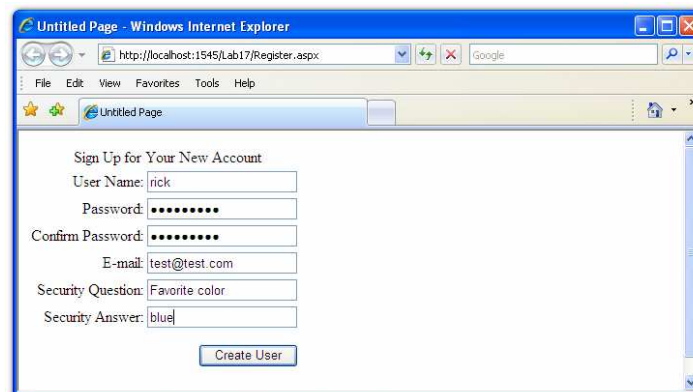 Untitled Page - Windows Internet Explorer
http://localhost:1545/Lab17/Register.aspx
Google
File Edit View Favorites Tools Help
Untitled Page
Sign Up for Your New Account
User Name: rick
Password: •••••••••
Confirm Password: •••••••••
E-mail: test@test.com
Security Question: Favorite color
Security Answer: blue
Create User